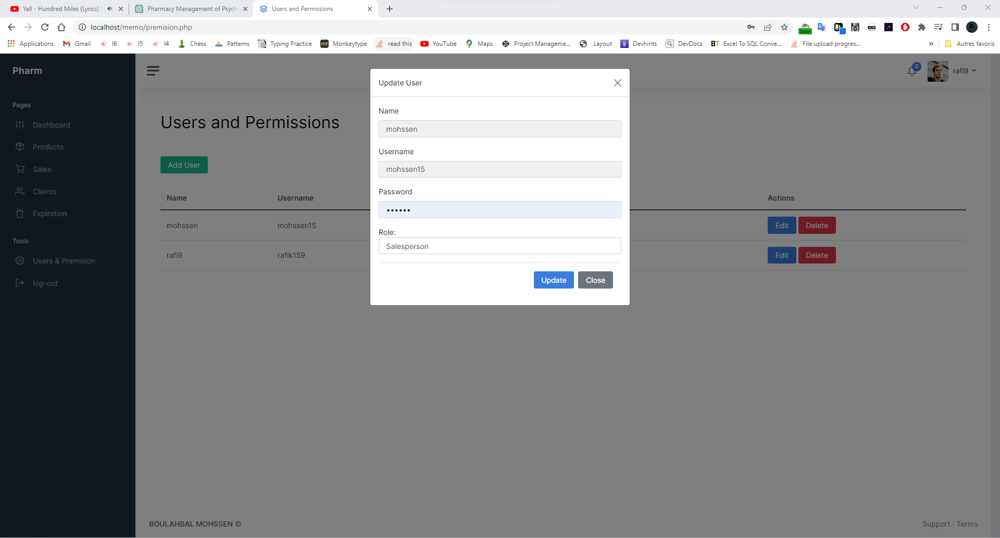 Yall - Hundred Miles (Lyrics)
Pharmacy Management of Psych
Users and Permissions
localhost/memo/premision.php
3min
Applications
Gmail
I6
I5
I4
Chess
Patterns
Typing Practice
mt Monkeytype
read this
YouTube
Maps
Project Manageme...
Layout
Devhints
DevDocs
BT Excel To SQL Conve...
File upload progres...
»
Autres favoris
Pharm
0
rafi9
Pages
Dashboard
Products
Sales
Clients
Expiration
Tools
Users & Premision
log-out
Users and Permissions
Add User
Name Username Actions
mohssen mohssen15 Edit Delete
rafi9 rafik159 Edit Delete
Update User
Name
mohssen
Username
mohssen15
Password
••••••
Role:
Salesperson
Update Close
BOULAHBAL MOHSSEN ©
Support Terms